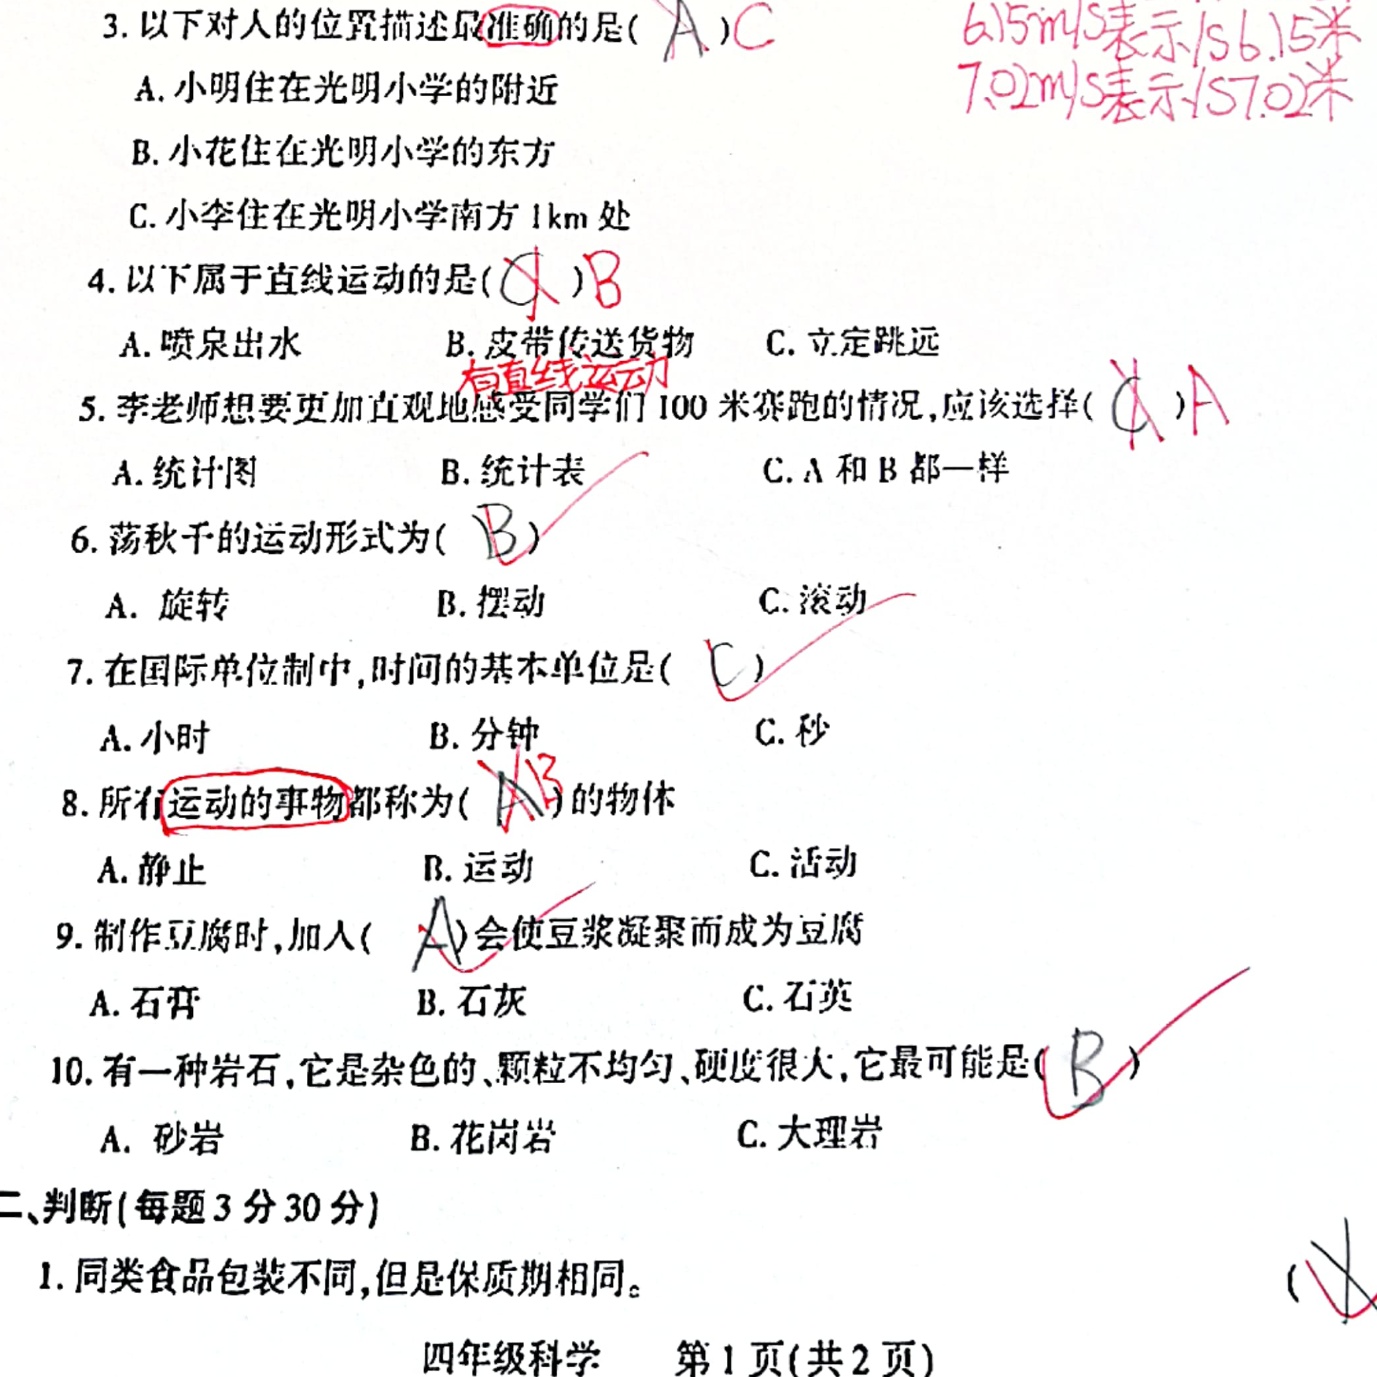 3. 以下对人的位置描述最准确的是( A )C
6.15m/s表示1s6.15米
7.02m/s表示1s7.02米
A. 小明住在光明小学的附近
B. 小花住在光明小学的东方
C. 小李住在光明小学南方 1km 处
4. 以下属于直线运动的是( C )B
A. 喷泉出水 B. 皮带传送货物 C. 立定跳远
有直线运动
5. 李老师想要更加直观地感受同学们 100 米赛跑的情况,应该选择( C )A
A. 统计图 B. 统计表 C. A 和 B 都一样
6. 荡秋千的运动形式为( B )
A. 旋转 B. 摆动 C. 滚动
7. 在国际单位制中,时间的基本单位是( C )
A. 小时 B. 分钟 C. 秒
8. 所有运动的事物都称为( A B )的物体
A. 静止 B. 运动 C. 活动
9. 制作豆腐时,加入( A )会使豆浆凝聚而成为豆腐
A. 石膏 B. 石灰 C. 石英
10. 有一种岩石,它是杂色的、颗粒不均匀、硬度很大,它最可能是( B )
A. 砂岩 B. 花岗岩 C. 大理岩
二、判断(每题 3 分 30 分)
1. 同类食品包装不同,但是保质期相同。 ( X
四年级科学 第 1 页(共 2 页)